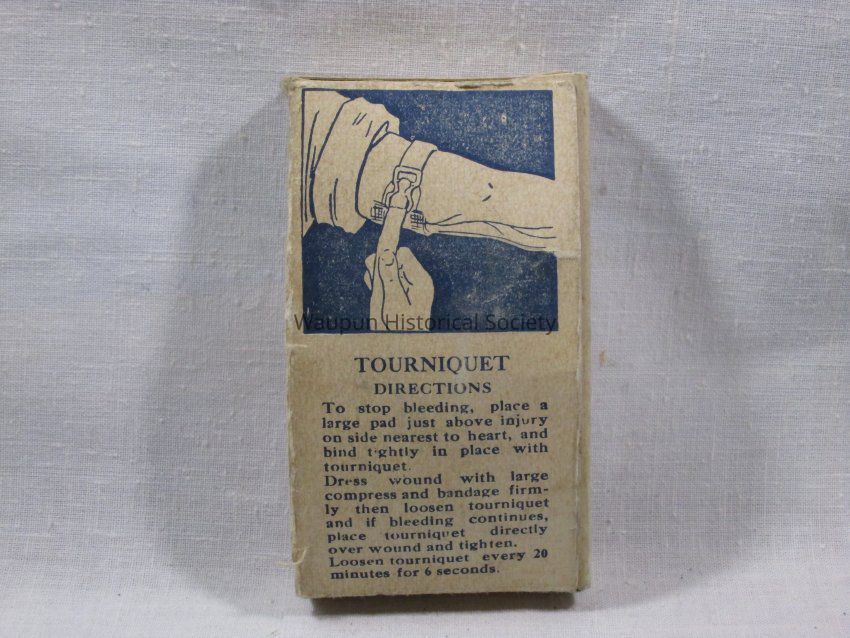 Waupun Historical Society
TOURNIQUET
DIRECTIONS
To stop bleeding, place a
large pad just above injury
on side nearest to heart, and
bind tightly in place with
tourniquet.
Dress wound with large
compress and bandage firm-
ly then loosen tourniquet
and if bleeding continues,
place tourniquet directly
over wound and tighten.
Loosen tourniquet every 20
minutes for 6 seconds.